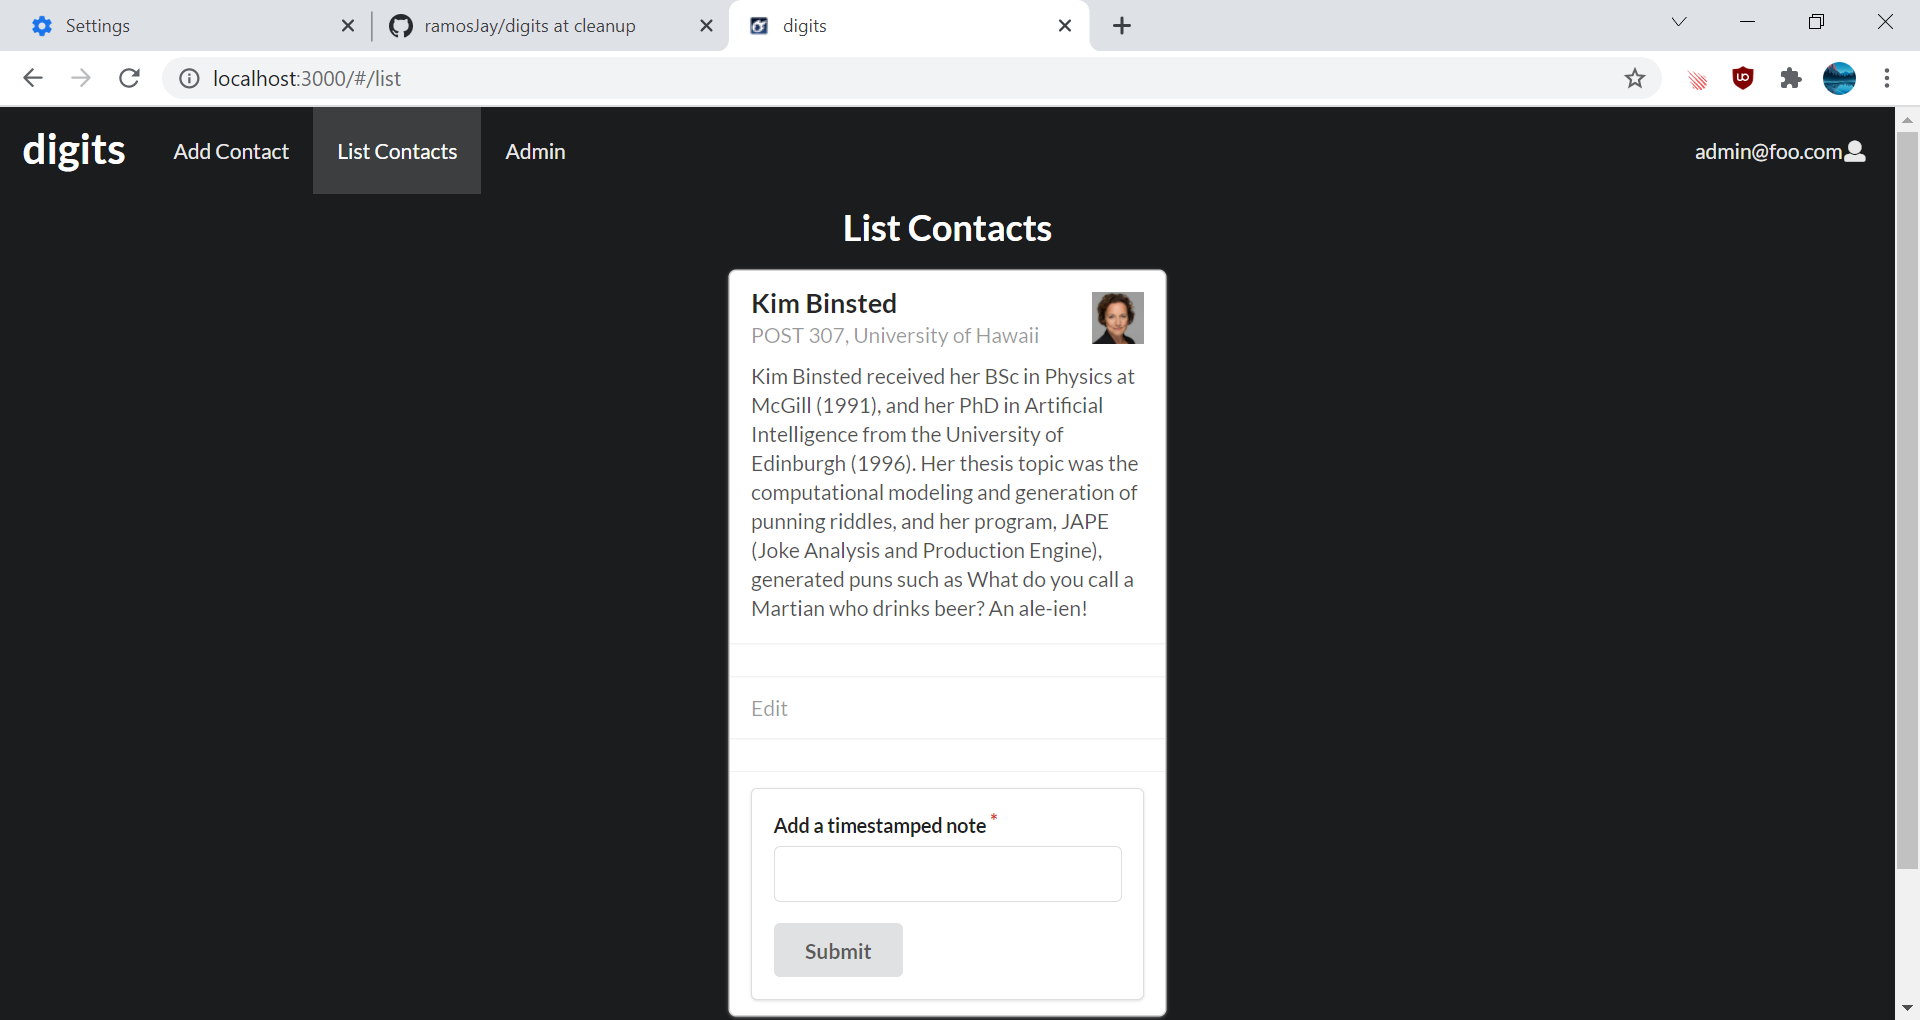 Settings
ramosJay/digits at cleanup
digits
localhost:3000/#/list
digits
Add Contact
List Contacts
Admin
admin@foo.com
List Contacts
Kim Binsted
POST 307, University of Hawaii
Kim Binsted received her BSc in Physics at
McGill (1991), and her PhD in Artificial
Intelligence from the University of
Edinburgh (1996). Her thesis topic was the
computational modeling and generation of
punning riddles, and her program, JAPE
(Joke Analysis and Production Engine),
generated puns such as What do you call a
Martian who drinks beer? An ale-ien!
Edit
Add a timestamped note *
Submit